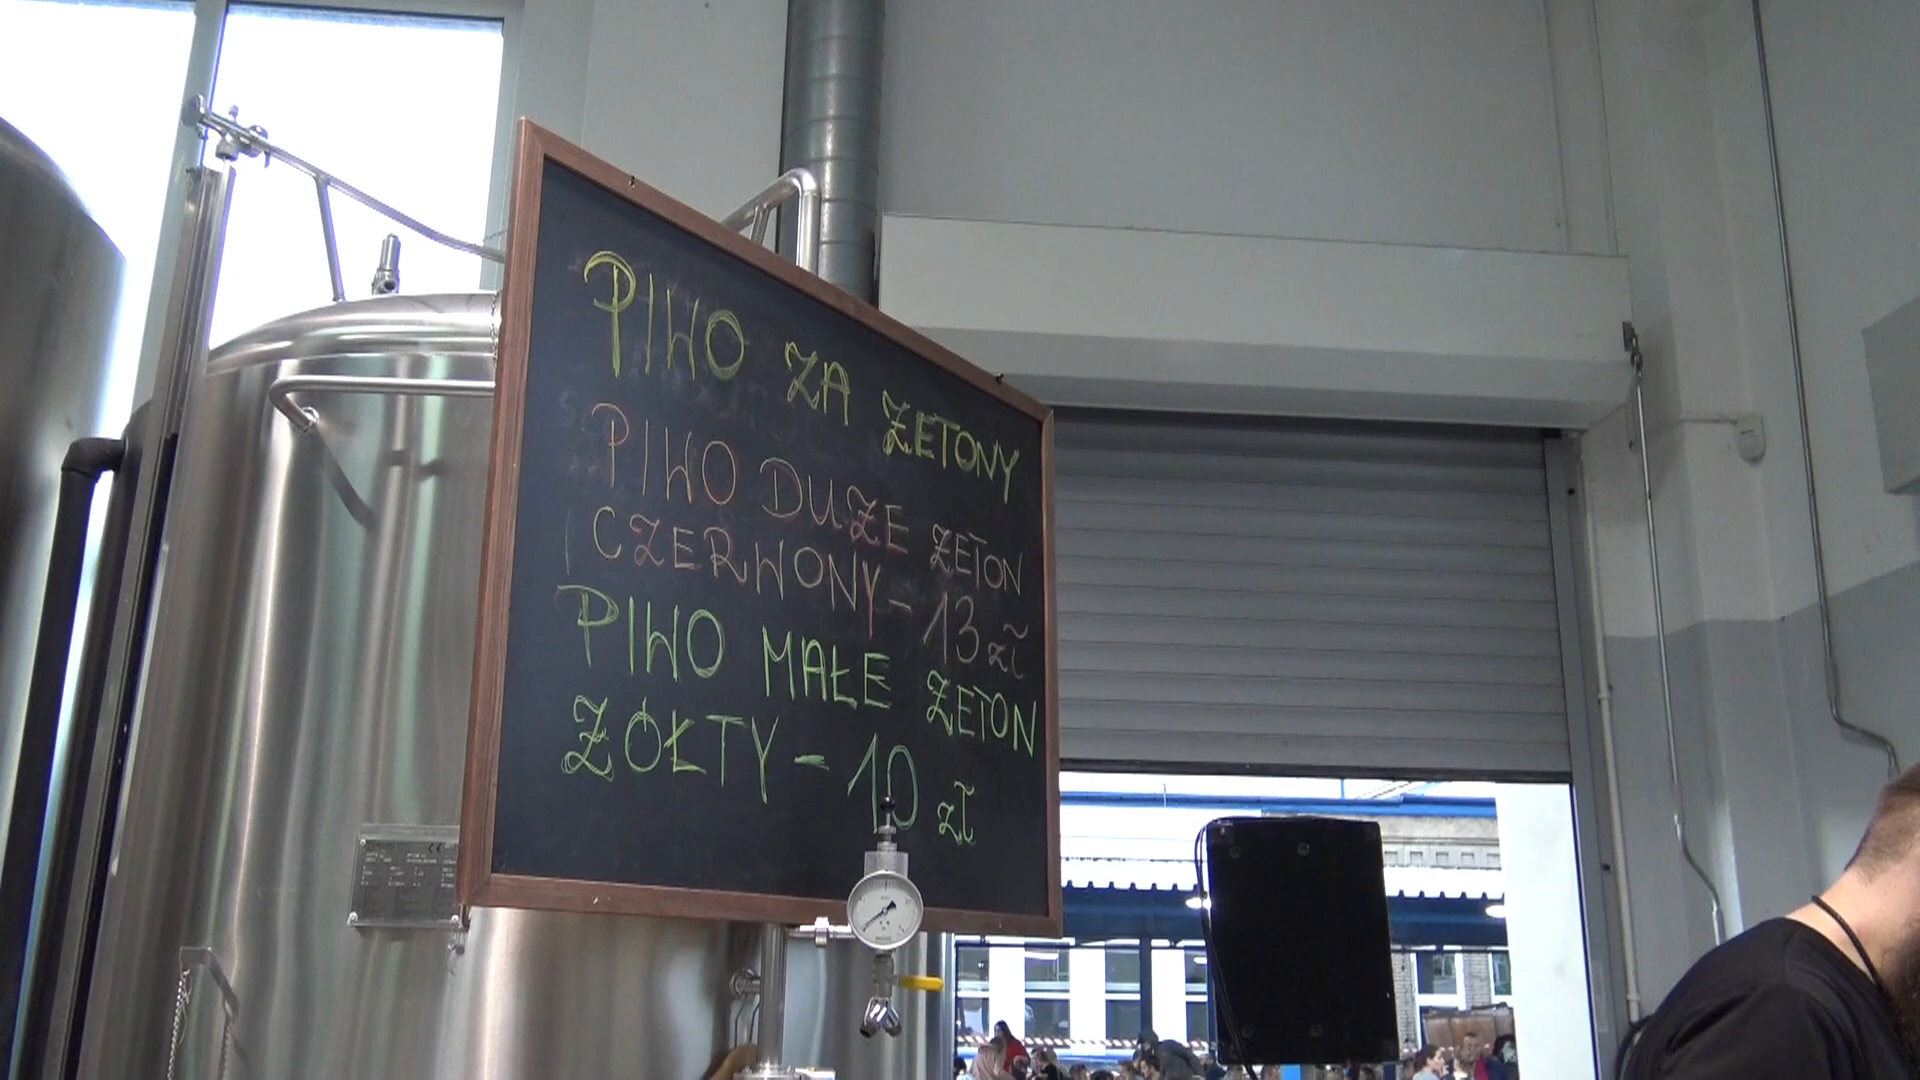 PIWO ZA ŻETONY
PIWO DUŻE ŻETON
CZERWONY - 13 zł
PIWO MAŁE ŻETON
ŻÓŁTY - 10 zł